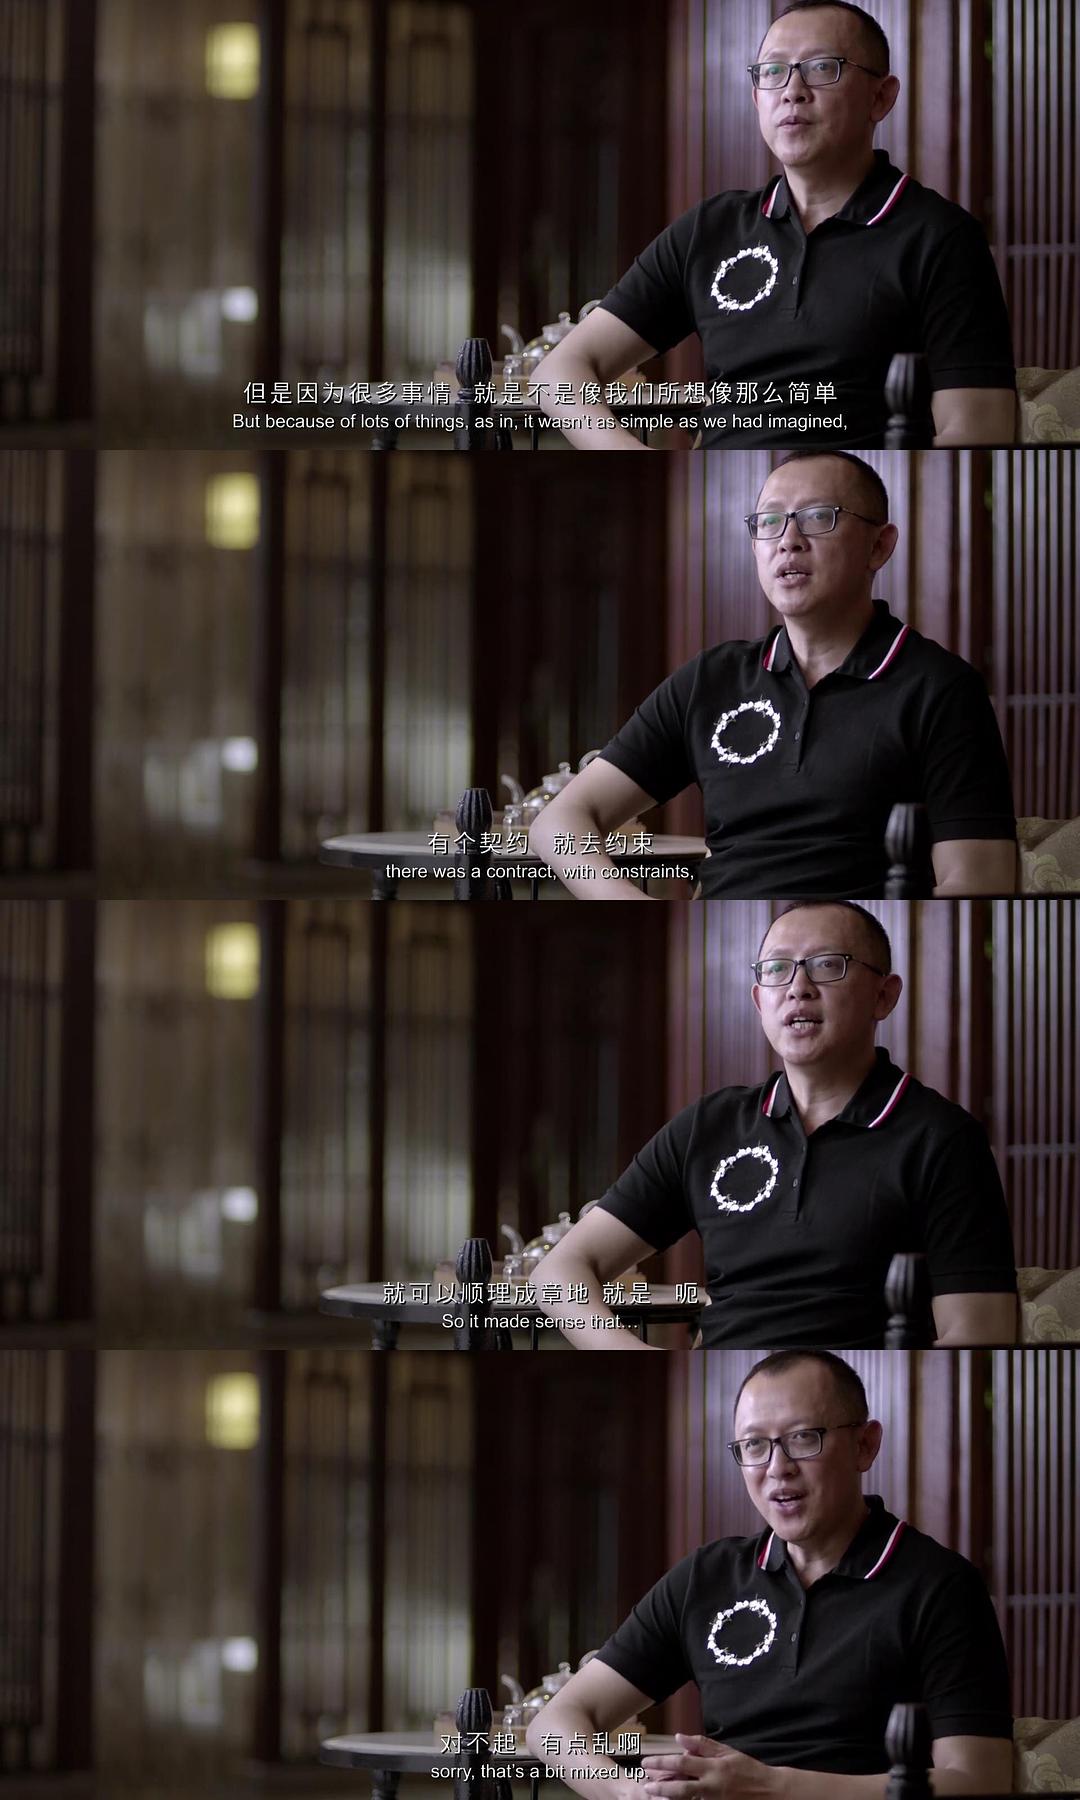 但是因为很多事情 就是不是像我们所想像那么简单
But because of lots of things, as in, it wasn't as simple as we had imagined,
有个契约 就去约束
there was a contract, with constraints,
就可以顺理成章地 就是 呃
So it made sense that...
对不起 有点乱啊
sorry, that's a bit mixed up.